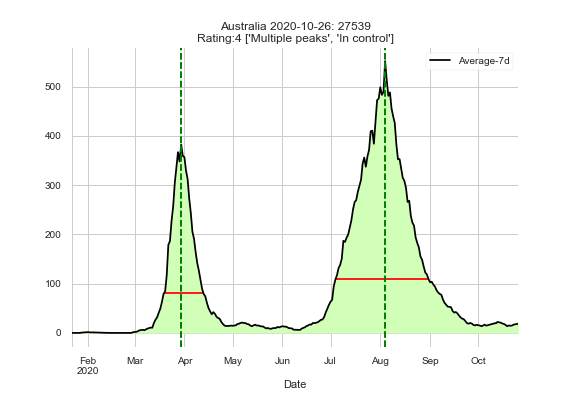 Australia 2020-10-26: 27539
Rating:4 ['Multiple peaks', 'In control']
Average-7d
500
400
300
200
100
0
Feb Mar Apr May Jun Jul Aug Sep Oct
2020
Date